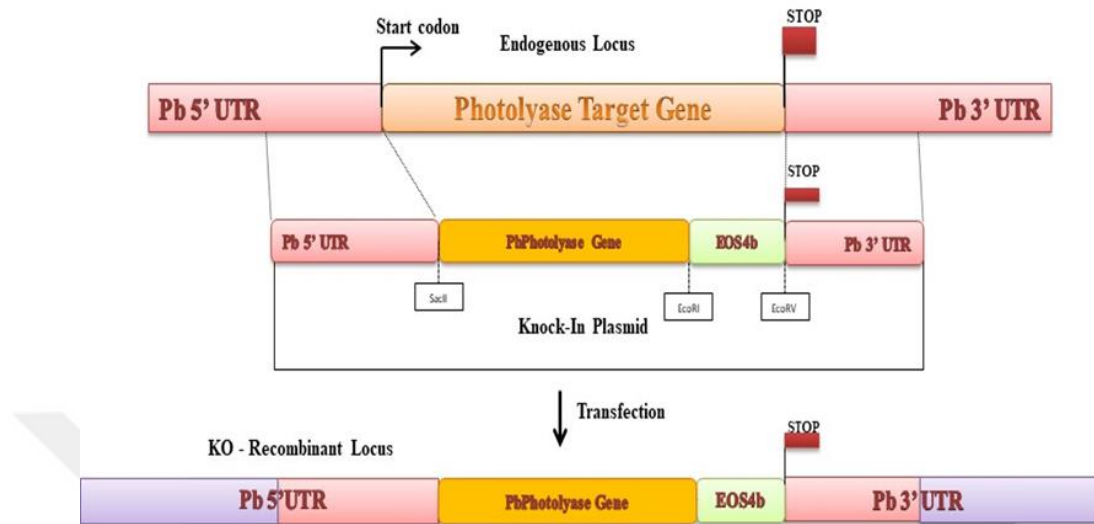 Start codon
Endogenous Locus
STOP
Pb 5’ UTR
Photolyase Target Gene
Pb 3’ UTR
STOP
Pb 5’ UTR
PbPhotolyase Gene
EOS4b
Pb 3’ UTR
SacII
EcoRI
EcoRV
Knock-In Plasmid
Transfection
KO - Recombinant Locus
STOP
Pb 5’UTR
PbPhotolyase Gene
EOS4b
Pb 3’ UTR